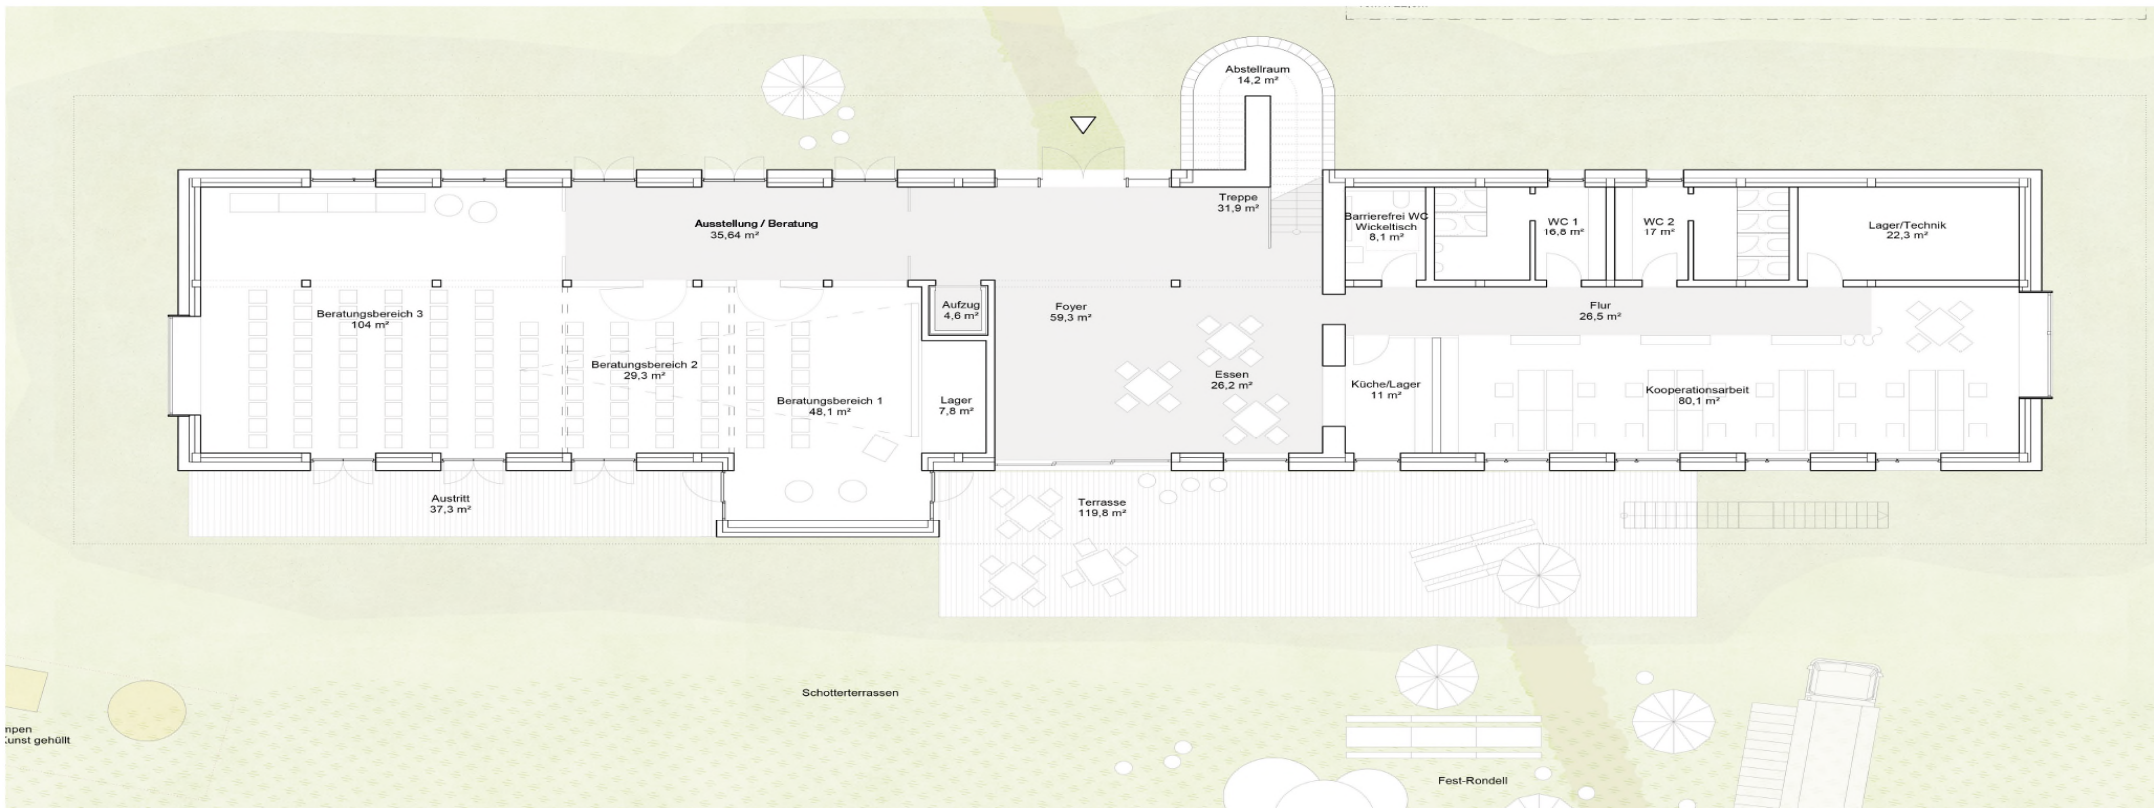 Abstellraum
14,2 m²
Treppe
31,9 m²
Ausstellung / Beratung
35,64 m²
Barrierefrei WC
Wickeltisch
8,1 m²
WC 1
16,8 m²
WC 2
17 m²
Lager/Technik
22,3 m²
Beratungsbereich 3
104 m²
Aufzug
4,6 m²
Foyer
59,3 m²
Flur
26,5 m²
Beratungsbereich 2
29,3 m²
Beratungsbereich 1
48,1 m²
Lager
7,8 m²
Essen
26,2 m²
Küche/Lager
11 m²
Kooperationsarbeit
80,1 m²
Austritt
37,3 m²
Terrasse
119,8 m²
Schotterterrassen
mpen
Kunst gehüllt
Fest-Rondell